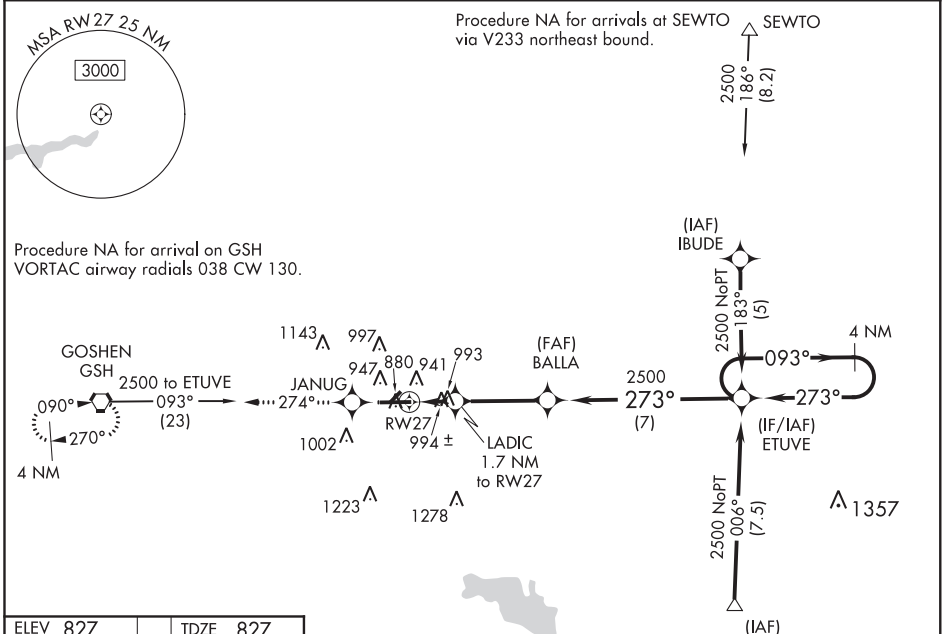 MSA RW27 25 NM
3000
Procedure NA for arrivals at SEWTO
via V233 northeast bound.
SEWTO
2500
186°
(8.2)
Procedure NA for arrival on GSH
VORTAC airway radials 038 CW 130.
(IAF)
IBUDE
2500 NoPT
183°
(5)
4 NM
093°
273°
(IF/IAF)
ETUVE
GOSHEN
GSH
2500 to ETUVE
093°
(23)
090°
270°
4 NM
274°
JANUG
1143
997
947
880
941
993
RW27
994 ±
1002
LADIC
1.7 NM
to RW27
(FAF)
BALLA
2500
273°
(7)
1223
1278
2500 NoPT
006°
(7.5)
1357
(IAF)
ELEV 827
TDZE 827